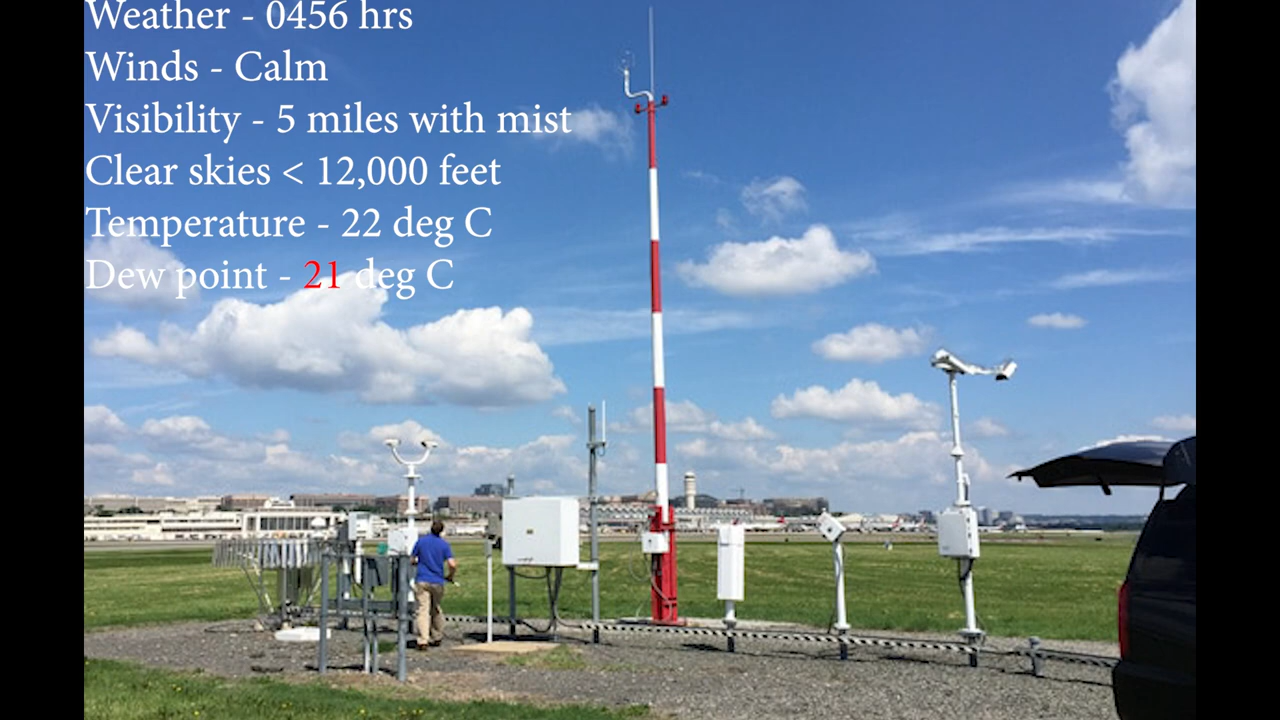 Weather - 0456 hrs
Winds - Calm
Visibility - 5 miles with mist
Clear skies < 12,000 feet
Temperature - 22 deg C
Dew point - 21 deg C